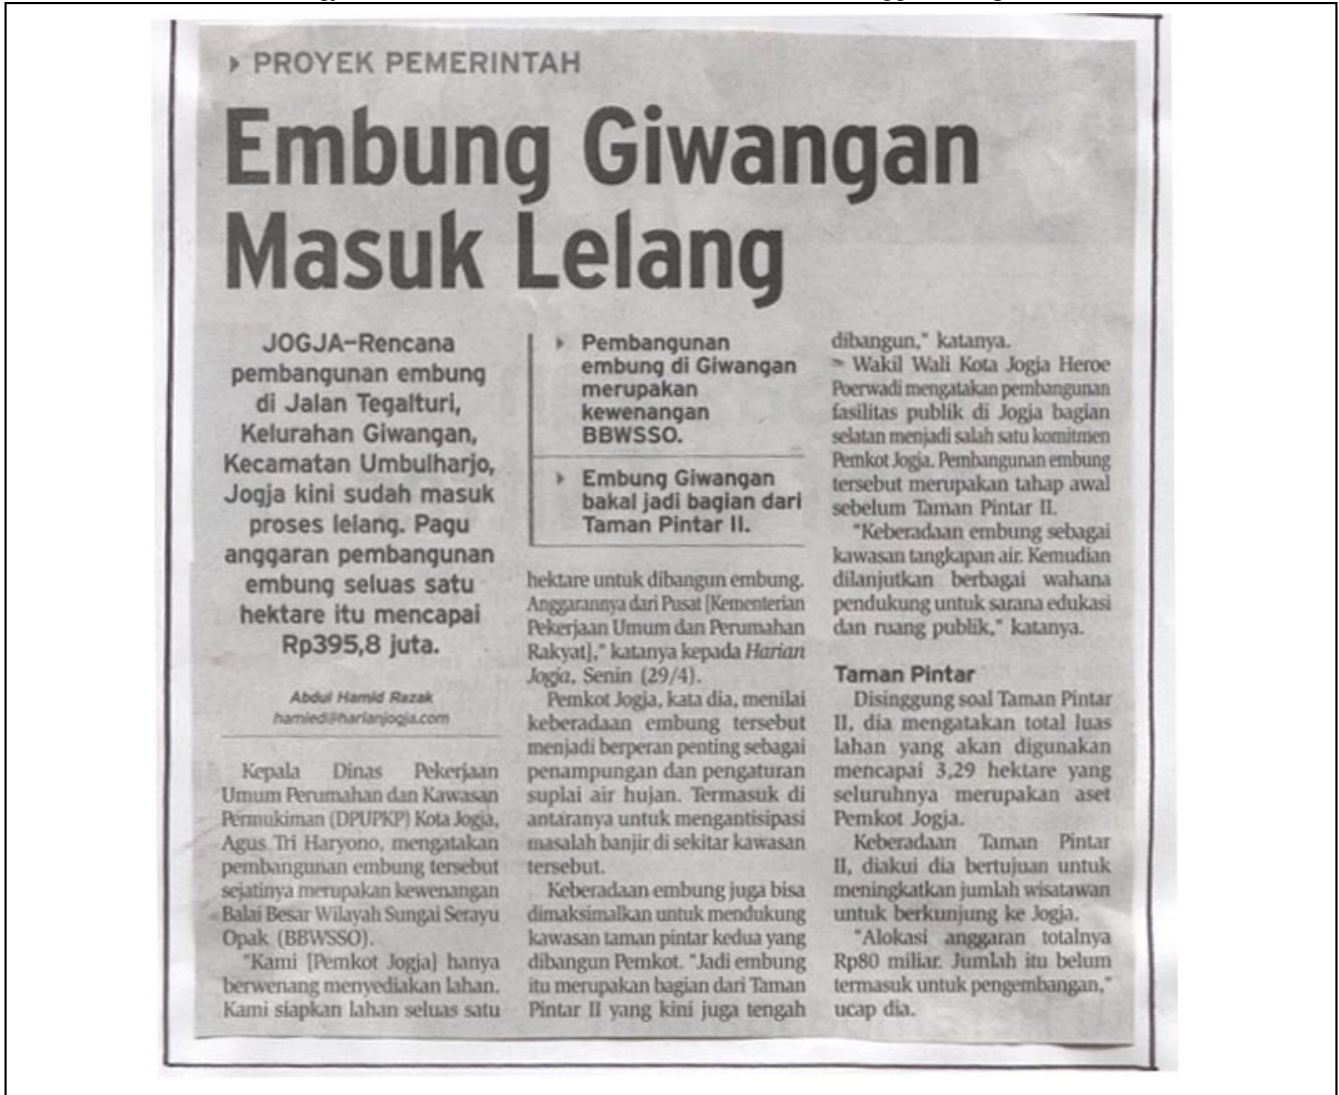 PROYEK PEMERINTAH
Embung Giwangan
Masuk Lelang
JOGJA—Rencana
pembangunan embung
di Jalan Tegalturi,
Kelurahan Giwangan,
Kecamatan Umbulharjo,
Jogja kini sudah masuk
proses lelang. Pagu
anggaran pembangunan
embung seluas satu
hektare itu mencapai
Rp395,8 juta.
Abdul Hamid Razak
hamied@harianjogja.com
Kepala Dinas Pekerjaan
Umum Perumahan dan Kawasan
Permukiman (DPUPKP) Kota Jogja,
Agus Tri Haryono, mengatakan
pembangunan embung tersebut
sejatinya merupakan kewenangan
Balai Besar Wilayah Sungai Serayu
Opak (BBWSSO).
"Kami [Pemkot Jogja] hanya
berwenang menyediakan lahan.
Kami siapkan lahan seluas satu
Pembangunan
embung di Giwangan
merupakan
kewenangan
BBWSSO.
Embung Giwangan
bakal jadi bagian dari
Taman Pintar II.
hektare untuk dibangun embung.
Anggarannya dari Pusat [Kementerian
Pekerjaan Umum dan Perumahan
Rakyat]," katanya kepada Harian
Jogja, Senin (29/4).
Pemkot Jogja, kata dia, menilai
keberadaan embung tersebut
menjadi berperan penting sebagai
penampungan dan pengaturan
suplai air hujan. Termasuk di
antaranya untuk mengantisipasi
masalah banjir di sekitar kawasan
tersebut.
Keberadaan embung juga bisa
dimaksimalkan untuk mendukung
kawasan taman pintar kedua yang
dibangun Pemkot. "Jadi embung
itu merupakan bagian dari Taman
Pintar II yang kini juga tengah
dibangun," katanya.
Wakil Wali Kota Jogja Heroe
Poerwadi mengatakan pembangunan
fasilitas publik di Jogja bagian
selatan menjadi salah satu komitmen
Pemkot Jogja. Pembangunan embung
tersebut merupakan tahap awal
sebelum Taman Pintar II.
"Keberadaan embung sebagai
kawasan tangkapan air. Kemudian
dilanjutkan berbagai wahana
pendukung untuk sarana edukasi
dan ruang publik," katanya.
Taman Pintar
Disinggung soal Taman Pintar
II, dia mengatakan total luas
lahan yang akan digunakan
mencapai 3,29 hektare yang
seluruhnya merupakan aset
Pemkot Jogja.
Keberadaan Taman Pintar
II, diakui dia bertujuan untuk
meningkatkan jumlah wisatawan
untuk berkunjung ke Jogja.
"Alokasi anggaran totalnya
Rp80 miliar. Jumlah itu belum
termasuk untuk pengembangan,"
ucap dia.